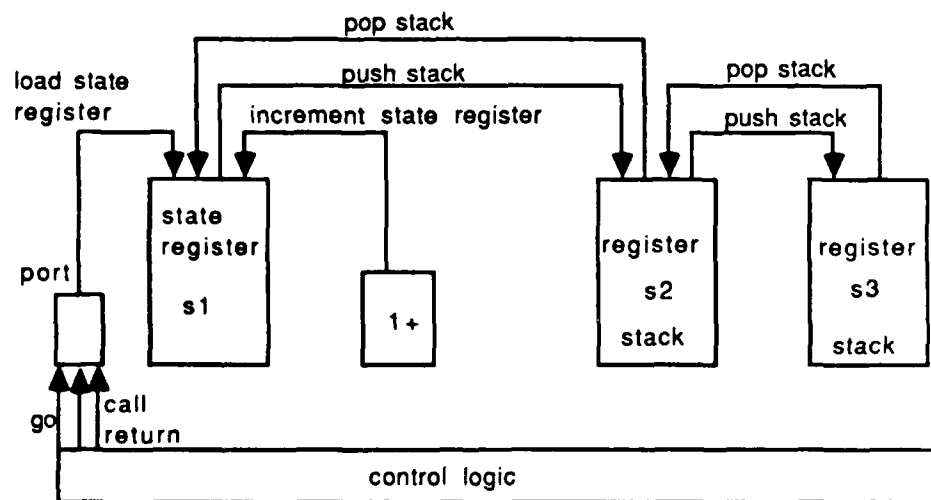 pop stack
load state
register
push stack
pop stack
increment state register
push stack
state
register
s1
port
1+
register
s2
stack
register
s3
stack
go
call
return
control logic